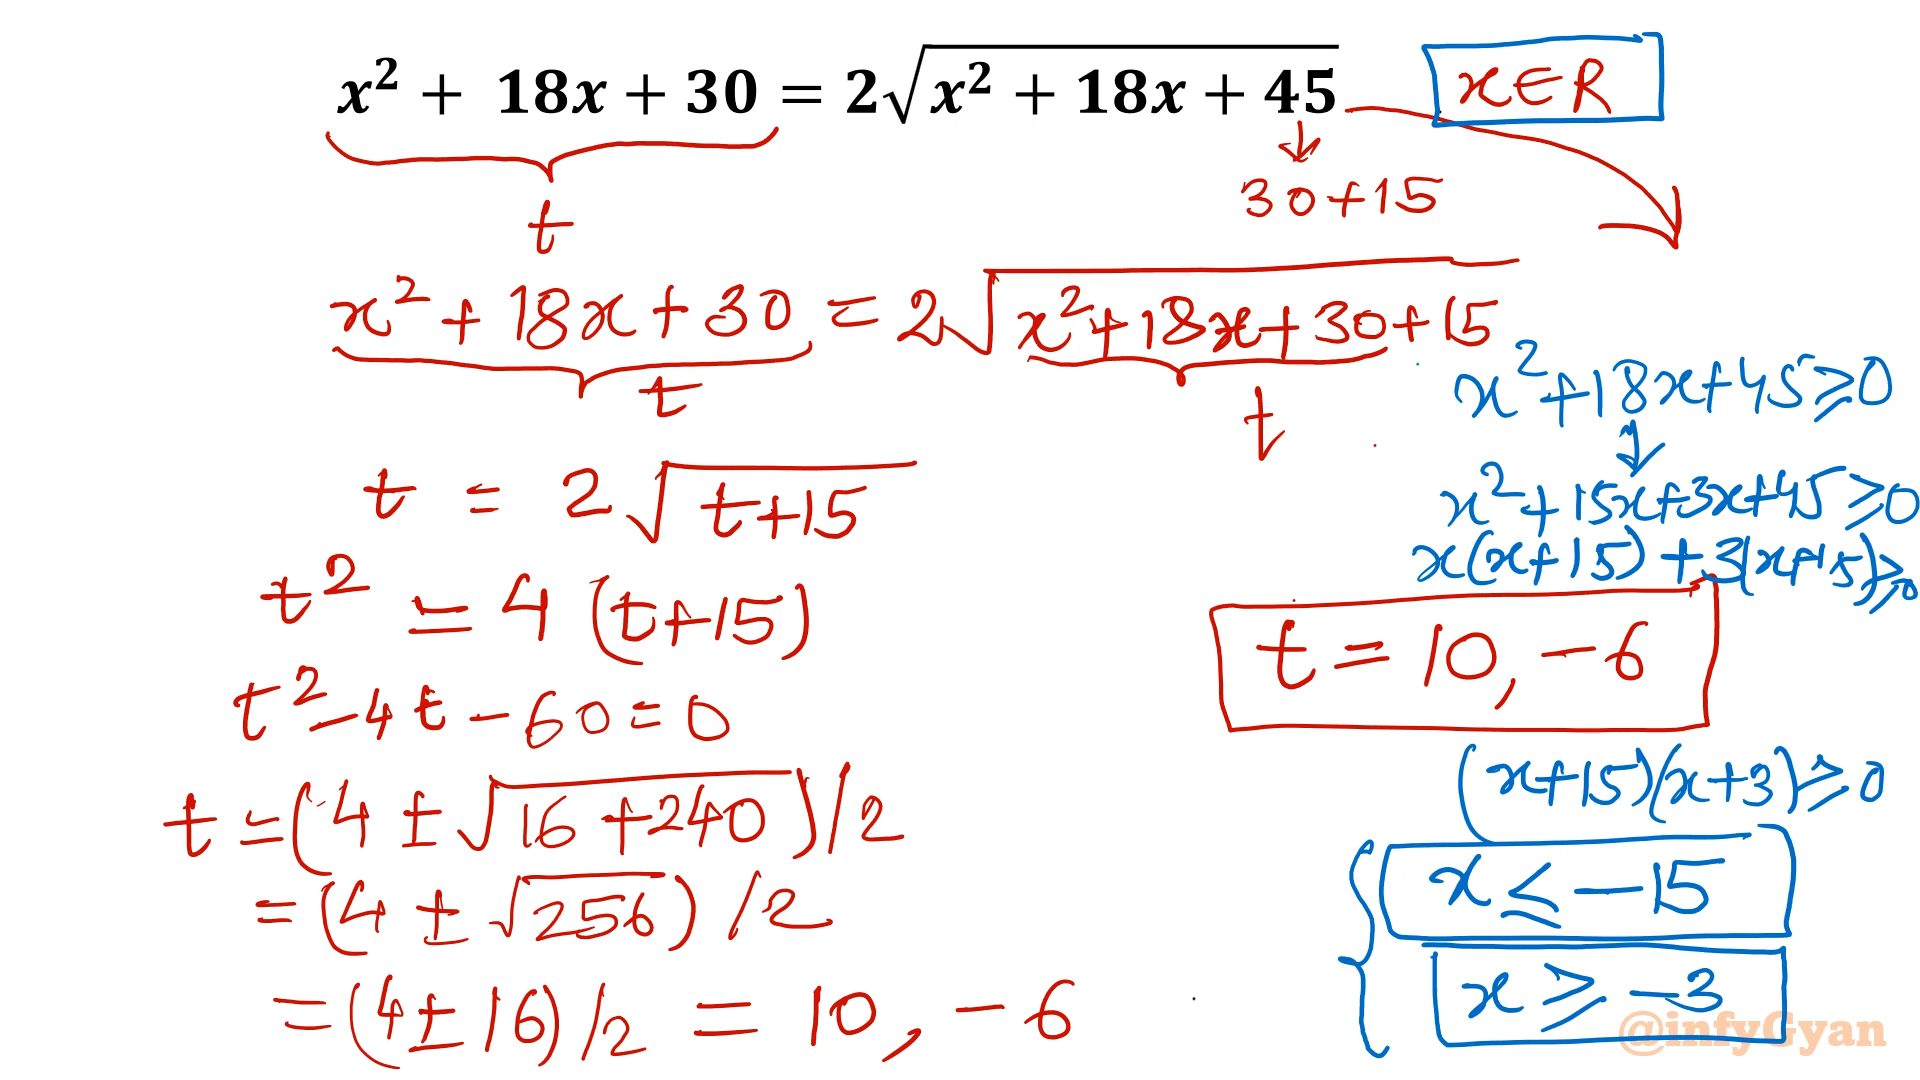 x² + 18x + 30 = 2√(x² + 18x + 45)
x ∈ R
30+15
t
x² + 18x + 30 = 2√(x² + 18x + 30 + 15)
t
t
x² + 18x + 45 ≥ 0
t = 2√(t+15)
x² + 15x + 3x + 45 ≥ 0
x(x+15) + 3(x+15) ≥ 0
t² = 4(t+15)
t = 10, -6
t² - 4t - 60 = 0
(x+15)(x+3) ≥ 0
t = (4 ± √(16 + 240))/2
x ≤ -15
= (4 ± √256)/2
x ≥ -3
= (4 ± 16)/2 = 10, -6
@infyGyan